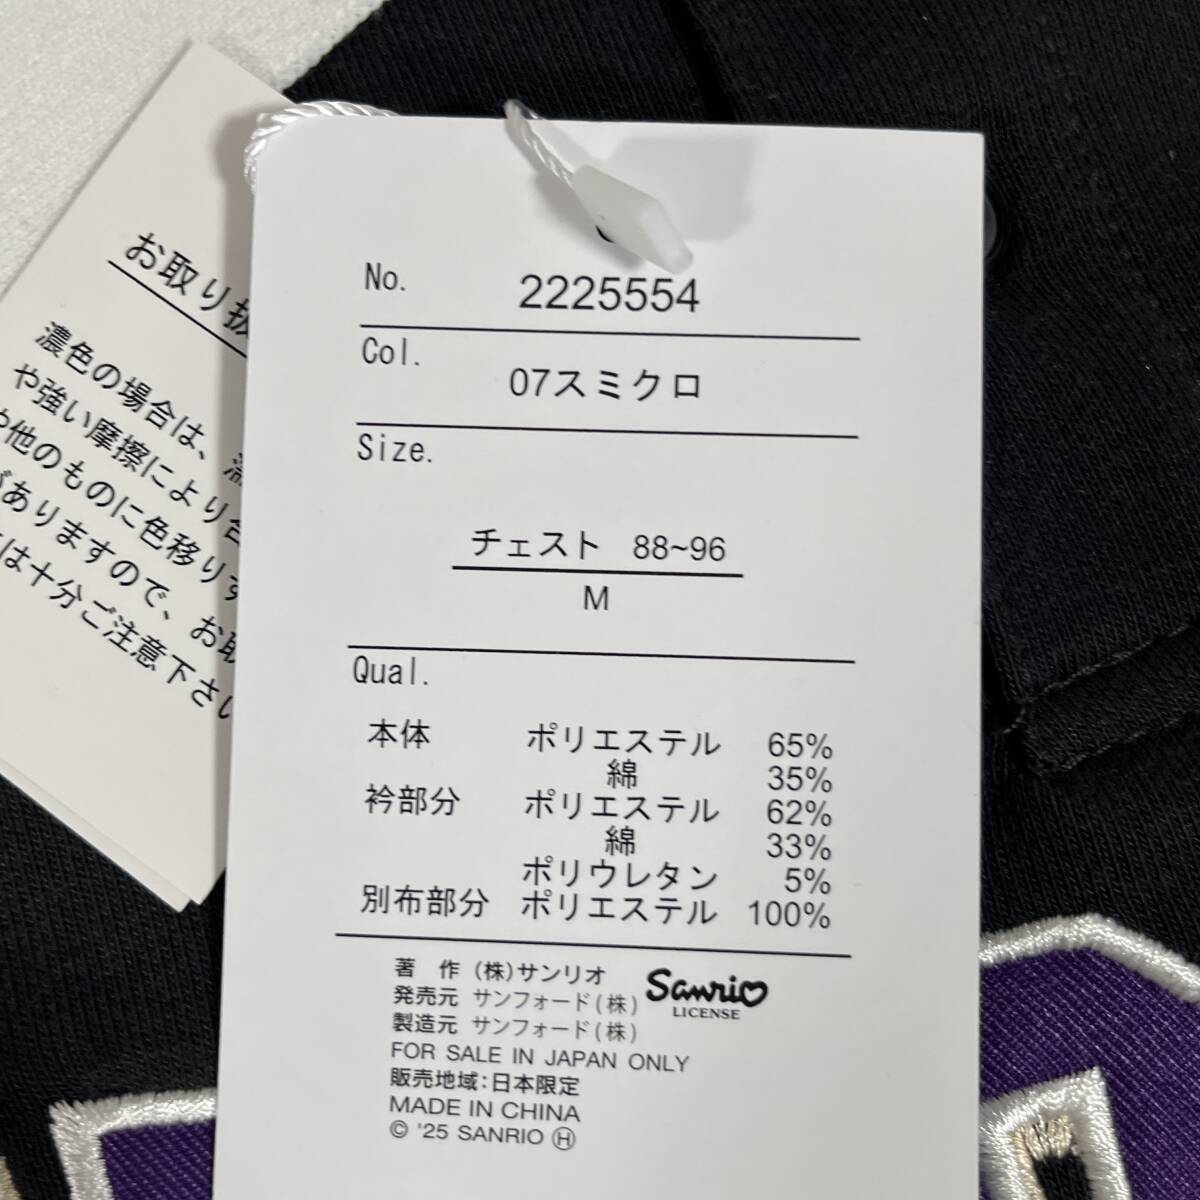 お取り扱
濃色の場合は、
や強い摩擦により
や他のものに色移り
がありますので、お取
は十分ご注意下さい
No. 2225554
Col. 07スミクロ
Size.
チェスト 88~96
M
Qual.
本体 ポリエステル 65%
綿 35%
衿部分 ポリエステル 62%
綿 33%
ポリウレタン 5%
別布部分 ポリエステル 100%
著 作 (株)サンリオ
発売元 サンフォード(株)
製造元 サンフォード(株)
Sanrio
LICENSE
FOR SALE IN JAPAN ONLY
販売地域:日本限定
MADE IN CHINA
© '25 SANRIO Ⓗ